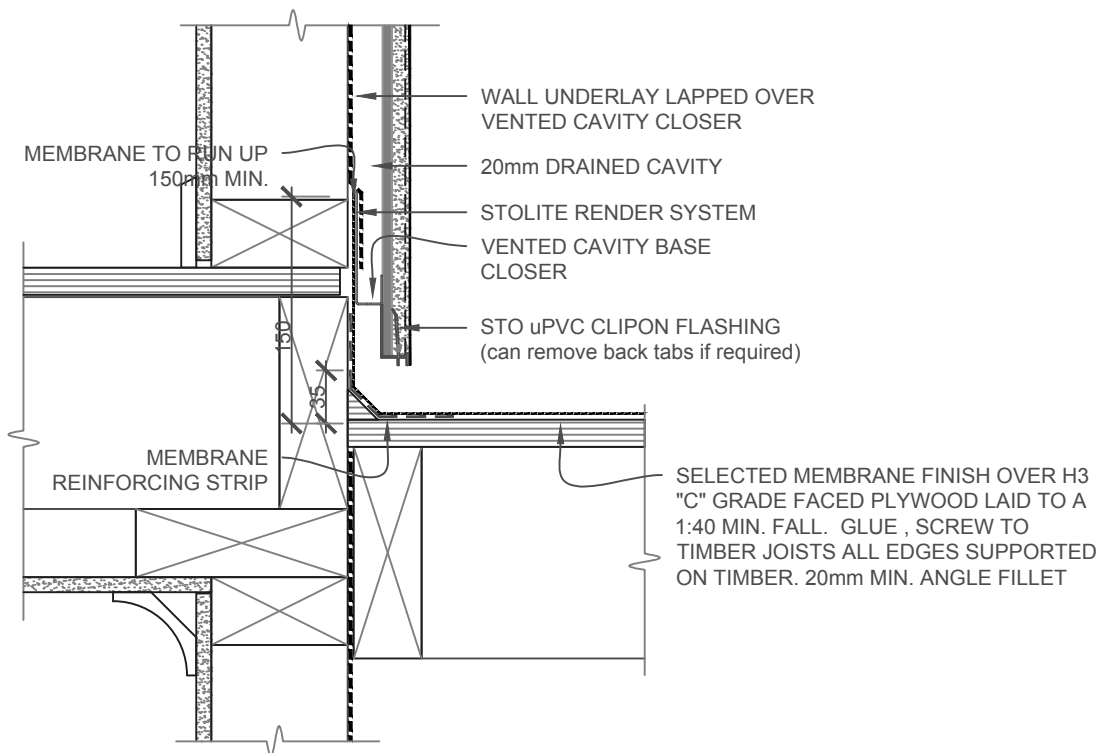 WALL UNDERLAY LAPPED OVER
VENTED CAVITY CLOSER
MEMBRANE TO RUN UP
150mm MIN.
20mm DRAINED CAVITY
STOLITE RENDER SYSTEM
VENTED CAVITY BASE
CLOSER
STO uPVC CLIPON FLASHING
(can remove back tabs if required)
150
35
MEMBRANE
REINFORCING STRIP
SELECTED MEMBRANE FINISH OVER H3
"C" GRADE FACED PLYWOOD LAID TO A
1:40 MIN. FALL.  GLUE , SCREW TO
TIMBER JOISTS ALL EDGES SUPPORTED
ON TIMBER. 20mm MIN. ANGLE FILLET